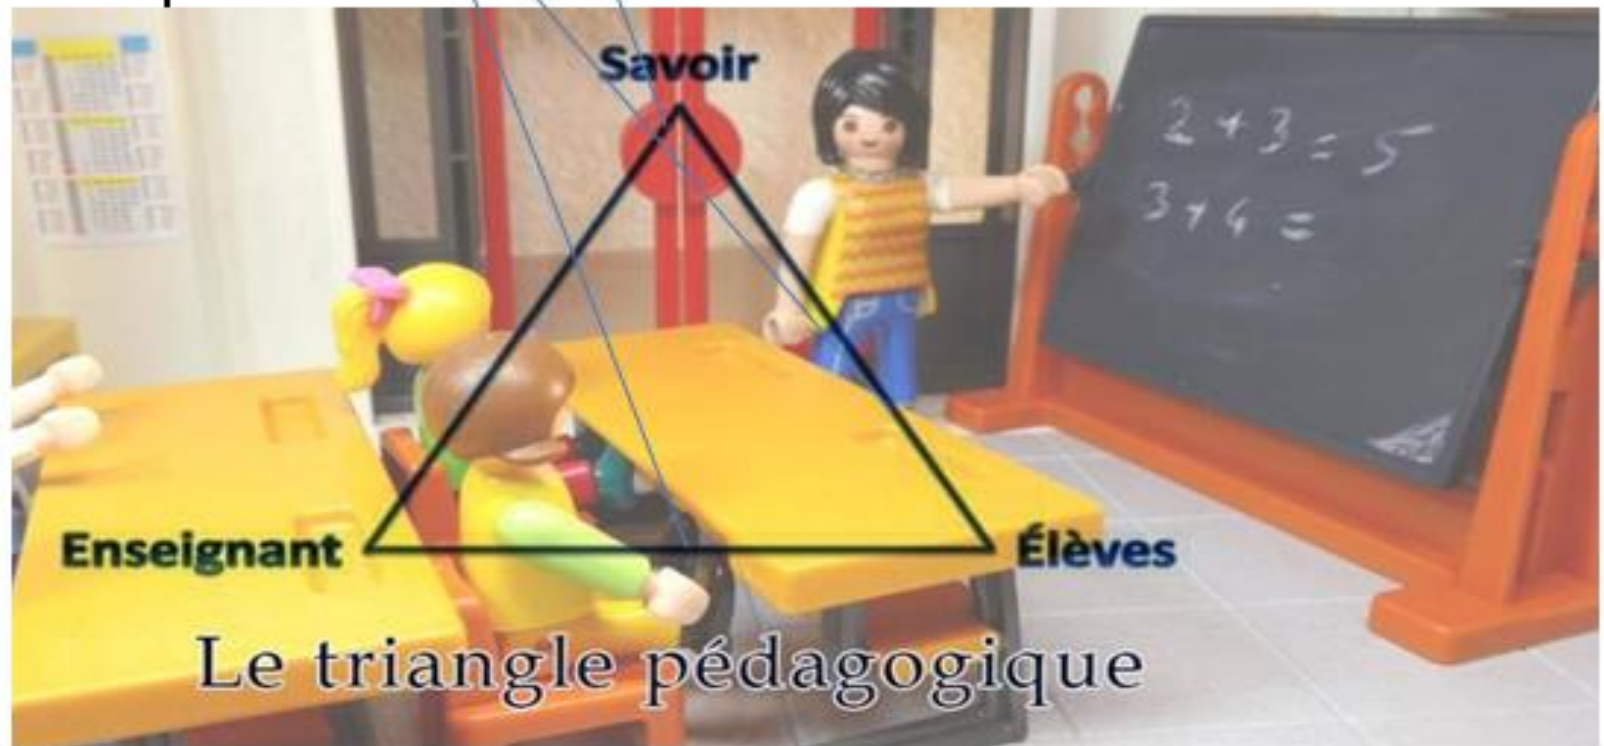 Savoir
2 + 3 = 5
3 + 4 =
Enseignant
Élèves
Le triangle pédagogique